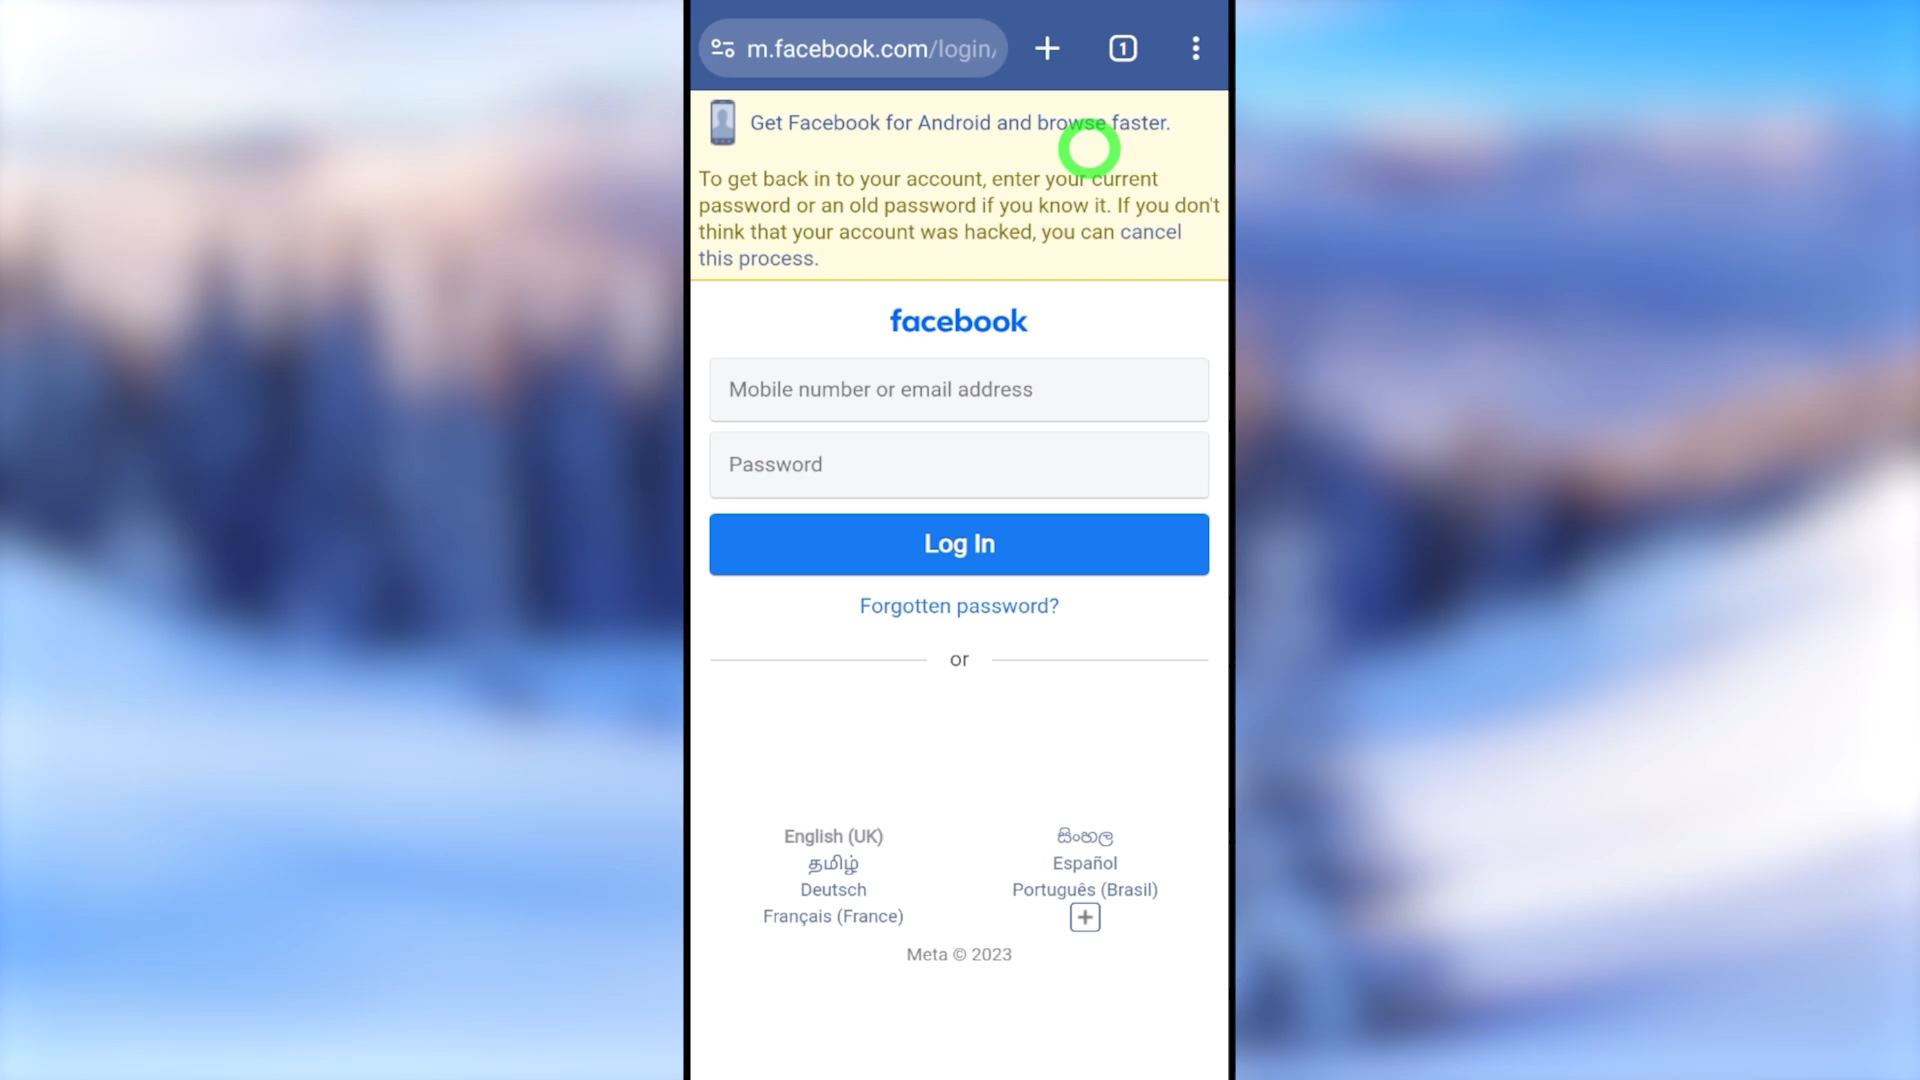 m.facebook.com/login/
1
Get Facebook for Android and browse faster.
To get back in to your account, enter your current
password or an old password if you know it. If you don't
think that your account was hacked, you can cancel
this process.
facebook
Mobile number or email address
Password
Log In
Forgotten password?
or
English (UK)
සිංහල
தமிழ்
Español
Deutsch
Português (Brasil)
Français (France)
Meta © 2023